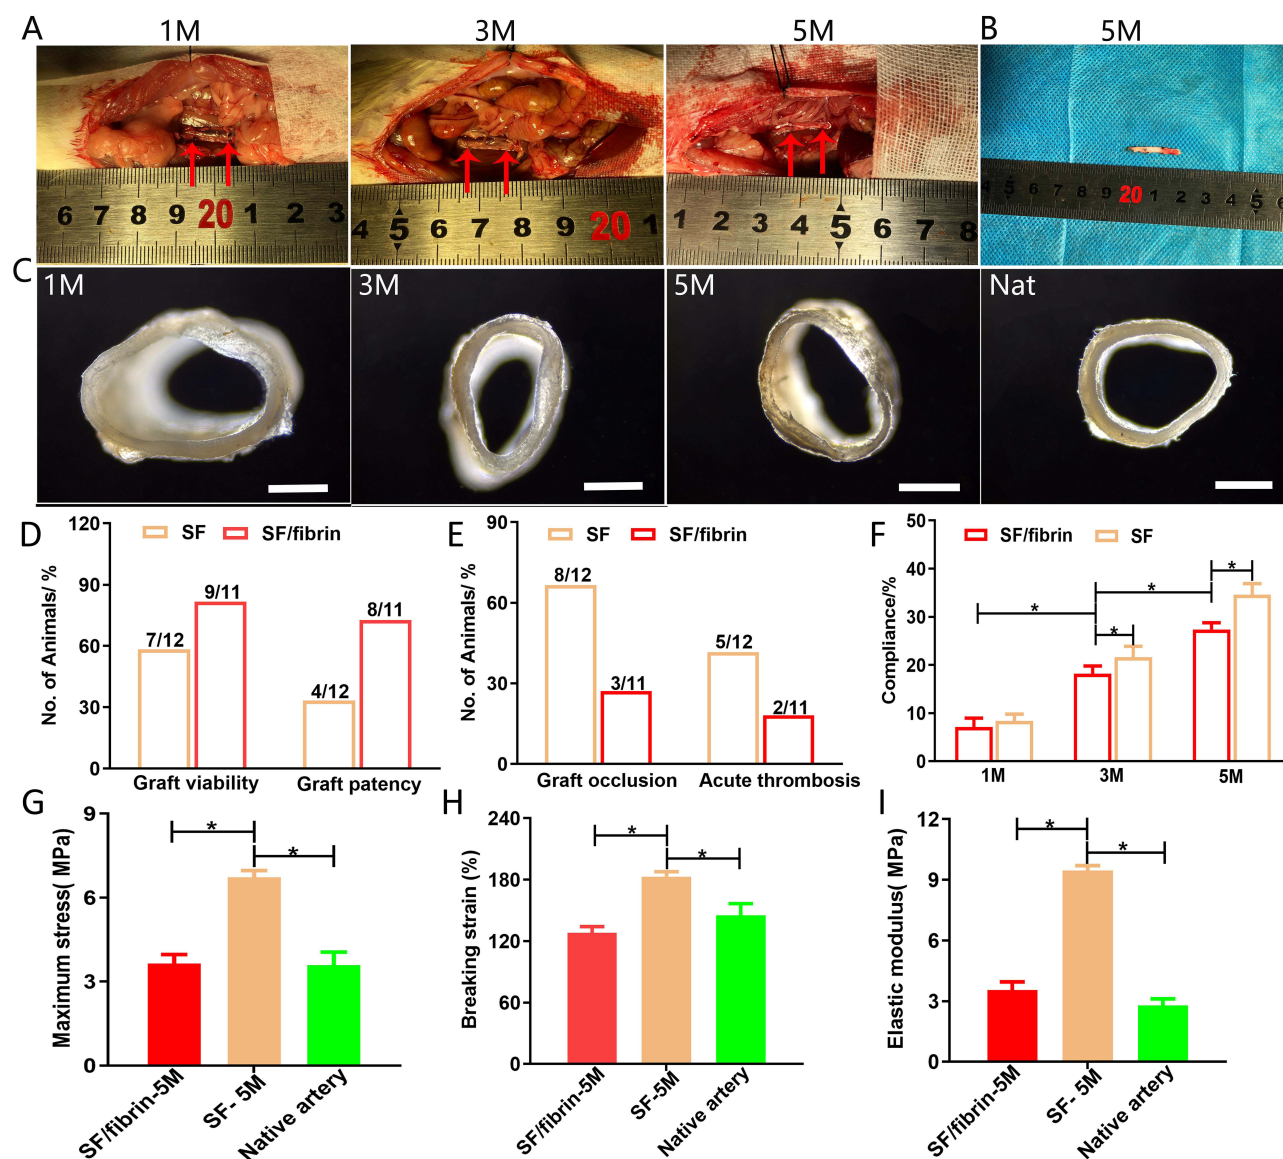 A 1M 3M 5M B 5M
6 7 8 9 20 1 2 3
4 5 6 7 8 9 20 1
1 2 3 4 5 6 7 8
4 5 6 7 8 9 20 1 2 3 4 5 6
C 1M 3M 5M Nat
D
120
90
60
30
0
No. of Animals/ %
SF SF/fibrin
7/12 9/11 4/12 8/11
Graft viability Graft patency
E
90
60
30
0
No. of Animals/ %
SF SF/fibrin
8/12 3/11 5/12 2/11
Graft occlusion Acute thrombosis
F
50
40
30
20
10
0
Compliance/%
SF/fibrin SF
* * * *
1M 3M 5M
G
9
6
3
0
Maximum stress( MPa)
* *
SF/fibrin-5M
SF- 5M
Native artery
H
240
180
120
60
0
Breaking strain (%)
* *
SF/fibrin-5M
SF-5M
Native artery
I
12
9
6
3
0
Elastic modulus( MPa)
* *
SF/fibrin-5M
SF- 5M
Native artery